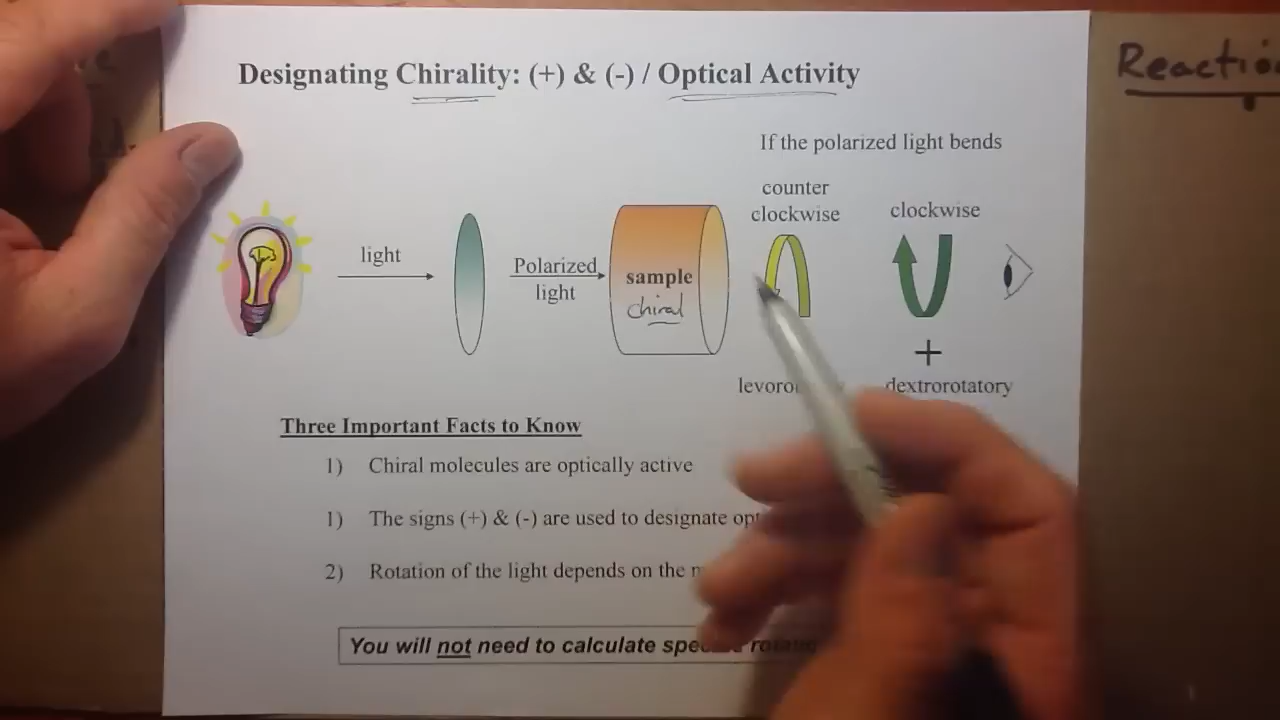 Designating Chirality: (+) & (-) / Optical Activity
Reaction
If the polarized light bends
counter
clockwise
clockwise
light
Polarized
light
sample
chiral
+
dextrorotatory
Three Important Facts to Know
1) Chiral molecules are optically active
1) The signs (+) & (-) are used to designate
2) Rotation of the light depends on the
You will not need to calculate